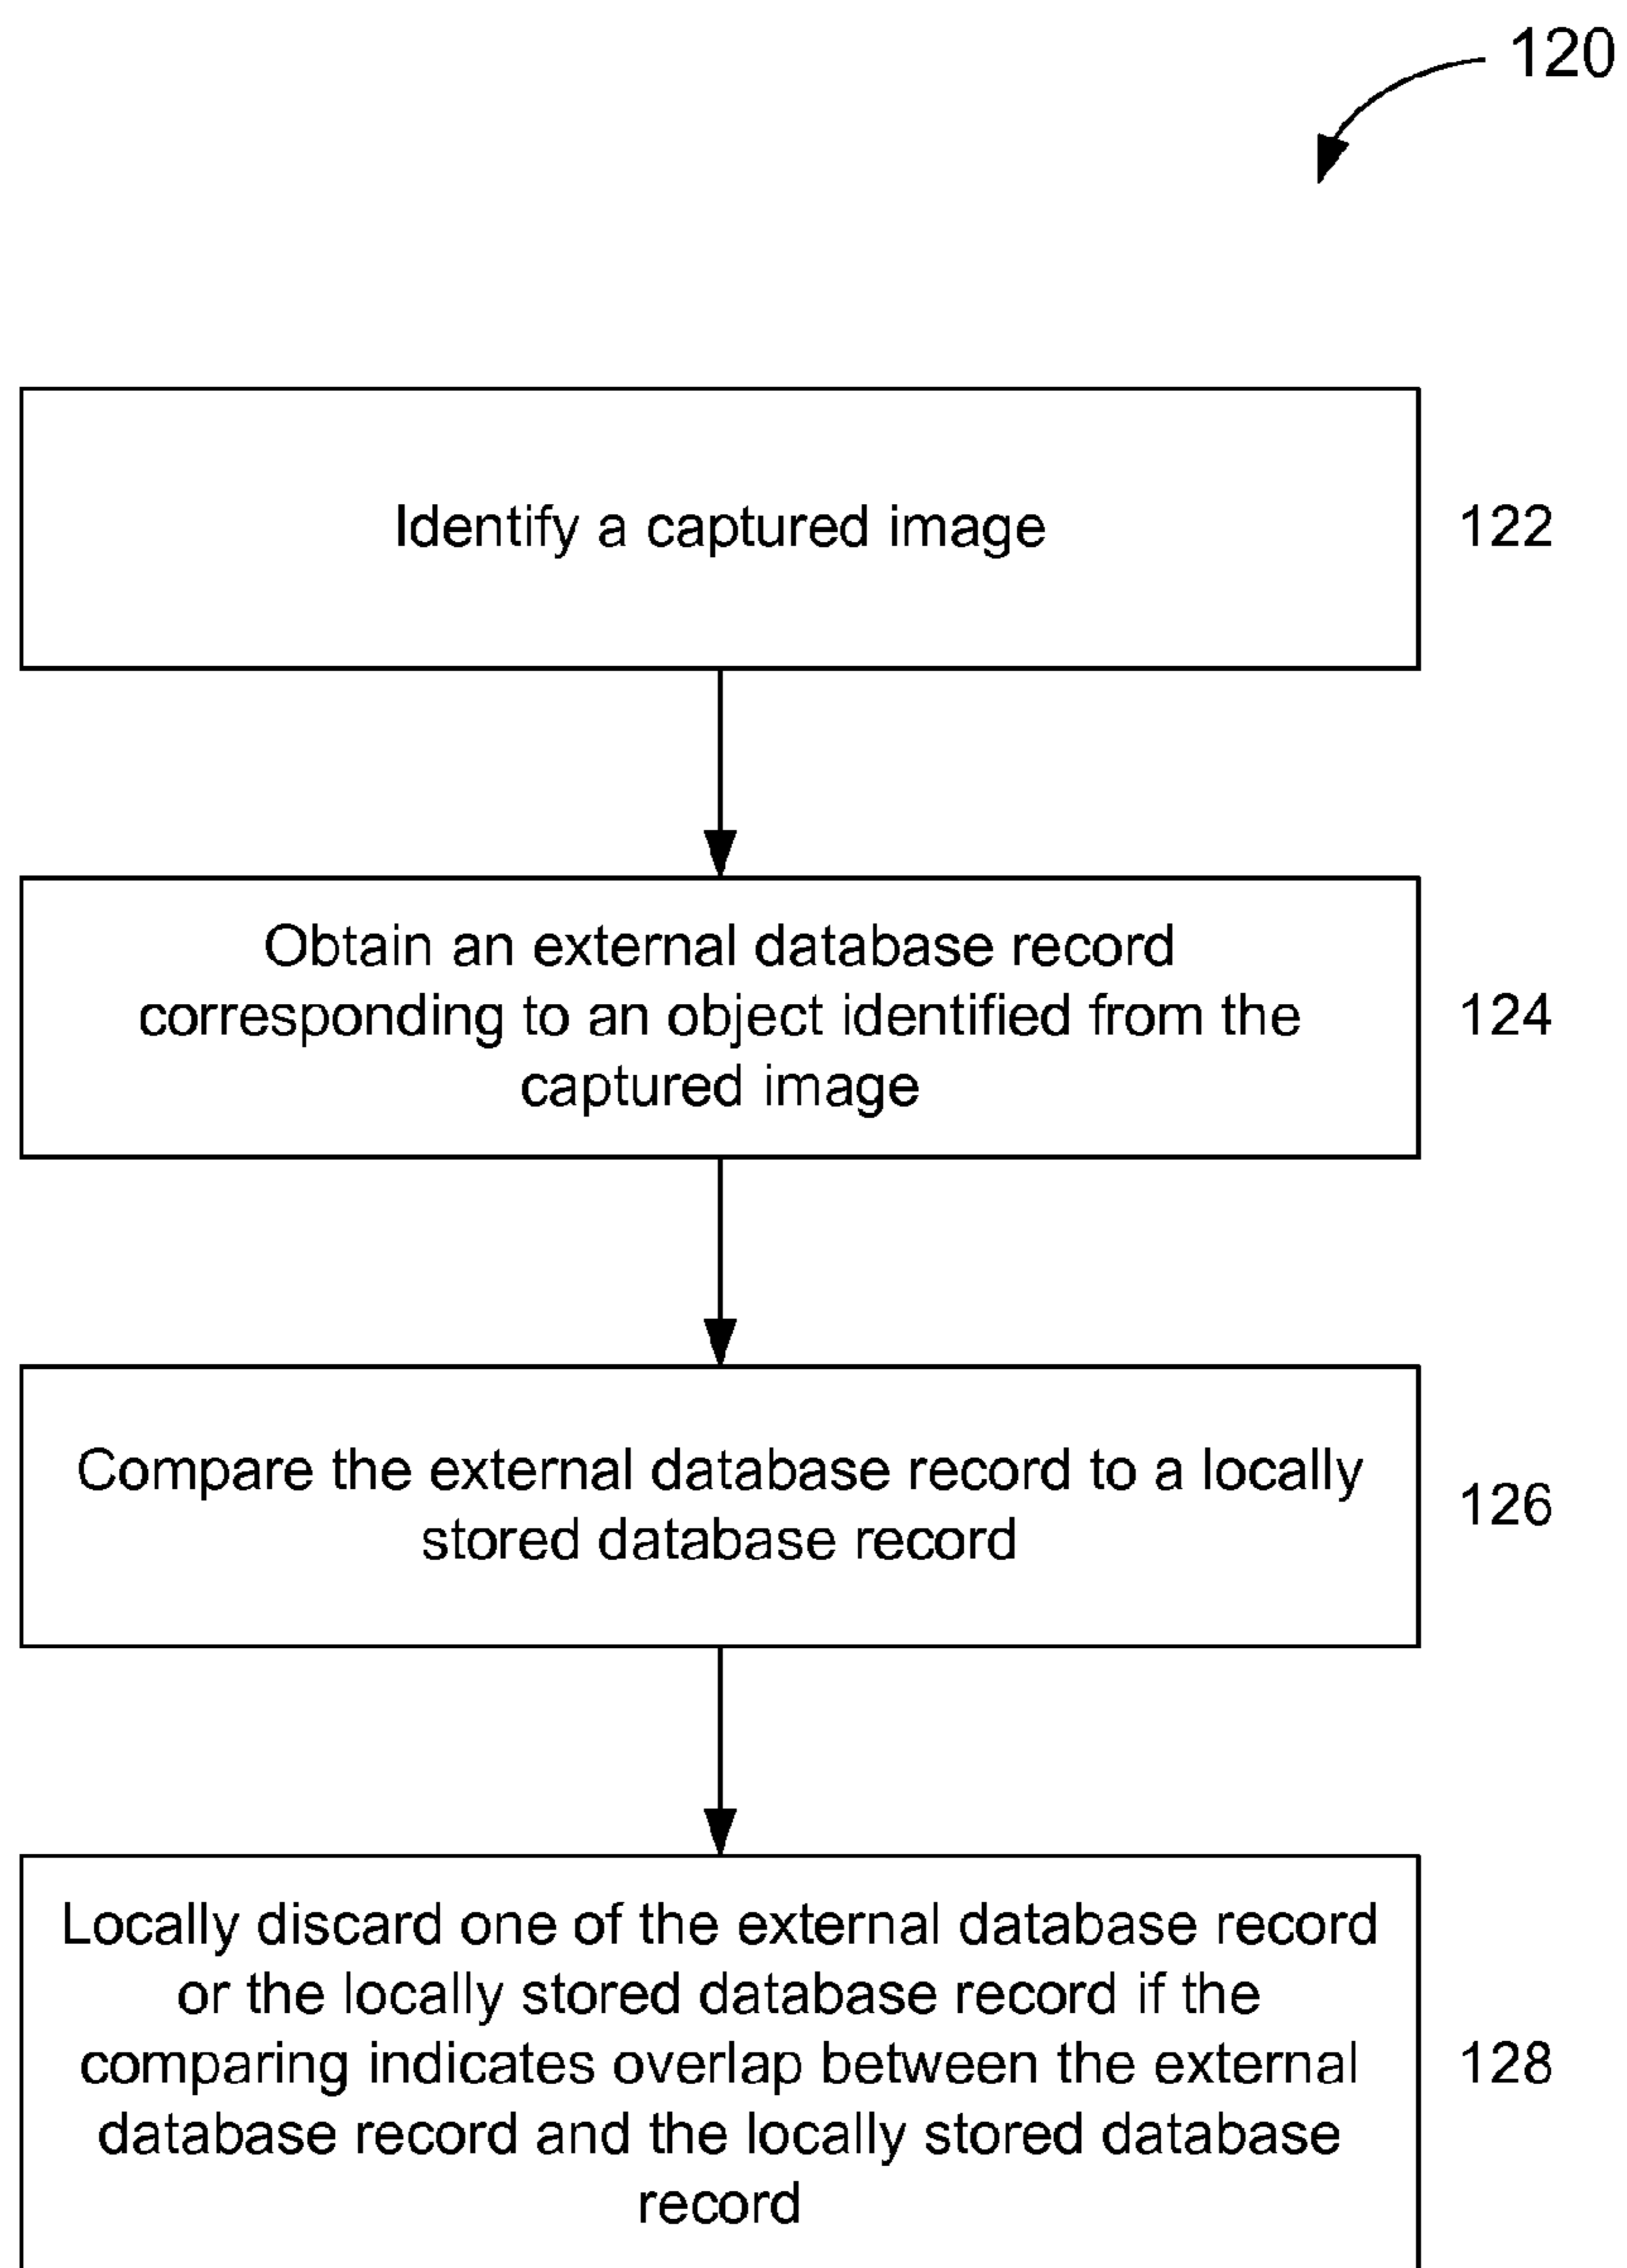 120
Identify a captured image
122
Obtain an external database record
corresponding to an object identified from the
captured image
124
Compare the external database record to a locally
stored database record
126
Locally discard one of the external database record
or the locally stored database record if the
comparing indicates overlap between the external
database record and the locally stored database
record
128